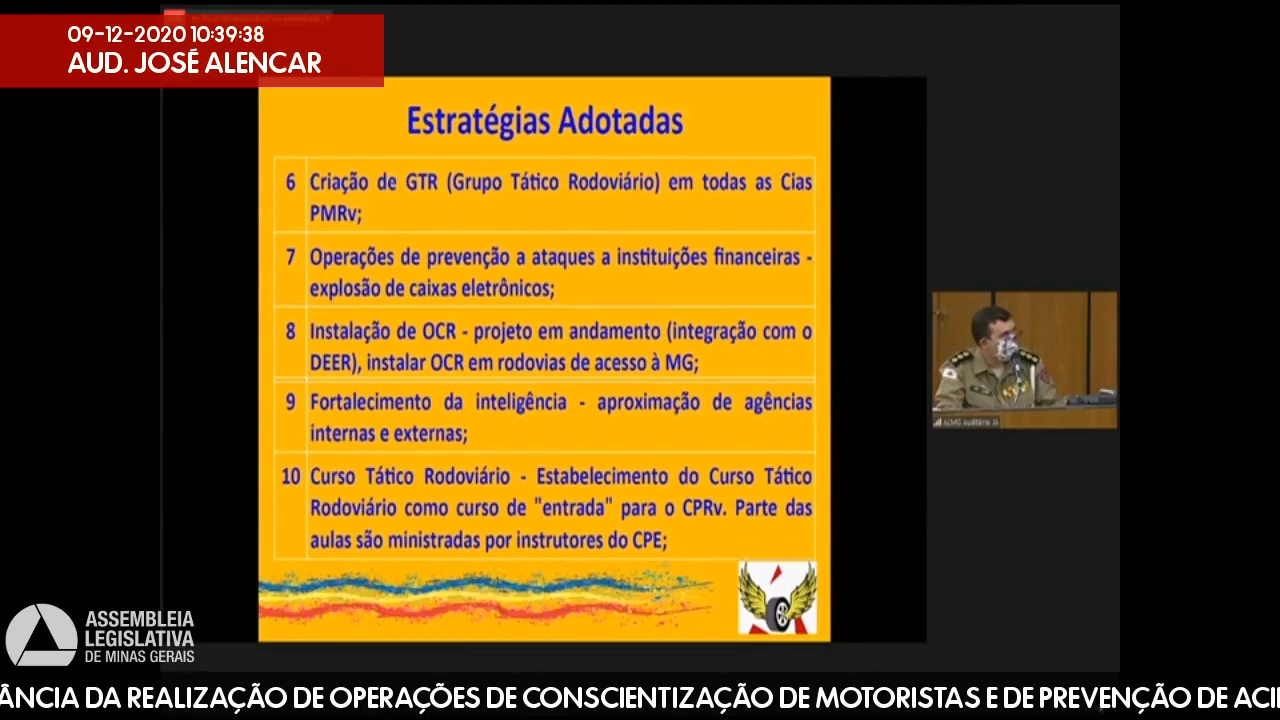 09-12-2020 10:39:38
AUD. JOSÉ ALENCAR
Estratégias Adotadas
6 Criação de GTR (Grupo Tático Rodoviário) em todas as Cias
PMRv;
7 Operações de prevenção a ataques a instituições financeiras -
explosão de caixas eletrônicos;
8 Instalação de OCR - projeto em andamento (integração com o
DEER), instalar OCR em rodovias de acesso à MG;
9 Fortalecimento da inteligência - aproximação de agências
internas e externas;
10 Curso Tático Rodoviário - Estabelecimento do Curso Tático
Rodoviário como curso de "entrada" para o CPRv. Parte das
aulas são ministradas por instrutores do CPE;
ALMG Auditório JA
ASSEMBLEIA
LEGISLATIVA
DE MINAS GERAIS
ÂNCIA DA REALIZAÇÃO DE OPERAÇÕES DE CONSCIENTIZAÇÃO DE MOTORISTAS E DE PREVENÇÃO DE ACI